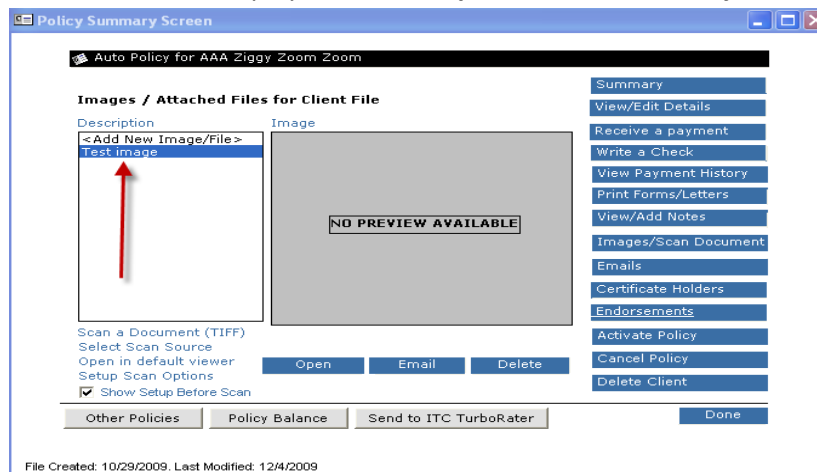 Policy Summary Screen
Auto Policy for AAA Ziggy Zoom Zoom
Images / Attached Files for Client File
Description
Image
<Add New Image/File>
Test image
NO PREVIEW AVAILABLE
Scan a Document (TIFF)
Select Scan Source
Open in default viewer
Setup Scan Options
Show Setup Before Scan
Open
Email
Delete
Summary
View/Edit Details
Receive a payment
Write a Check
View Payment History
Print Forms/Letters
View/Add Notes
Images/Scan Document
Emails
Certificate Holders
Endorsements
Activate Policy
Cancel Policy
Delete Client
Other Policies
Policy Balance
Send to ITC TurboRater
Done
File Created: 10/29/2009. Last Modified: 12/4/2009